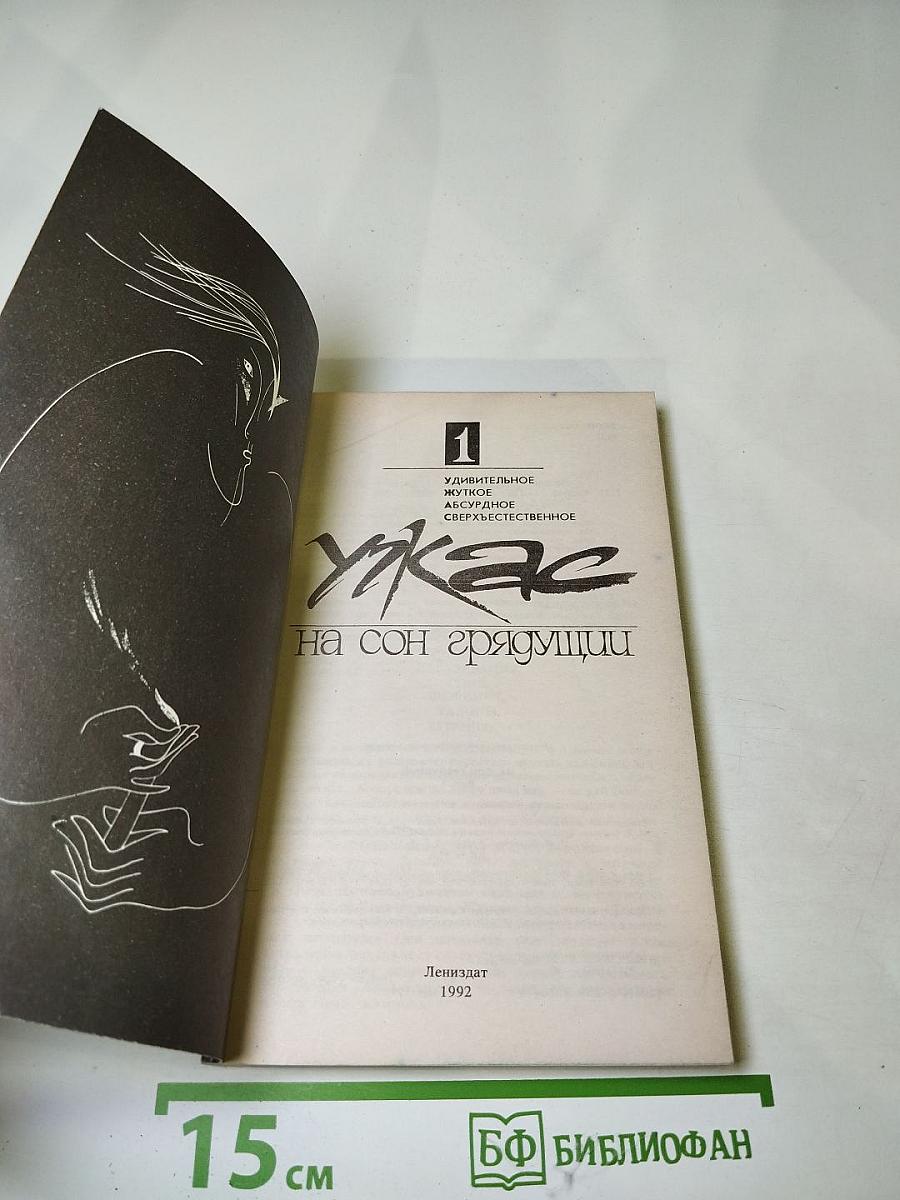 1
УДИВИТЕЛЬНОЕ
ЖУТКОЕ
АБСУРДНОЕ
СВЕРХЪЕСТЕСТВЕННОЕ
УЖАС
на сон грядущий
Лениздат
1992
15 см
БФ БИБЛИОФАН